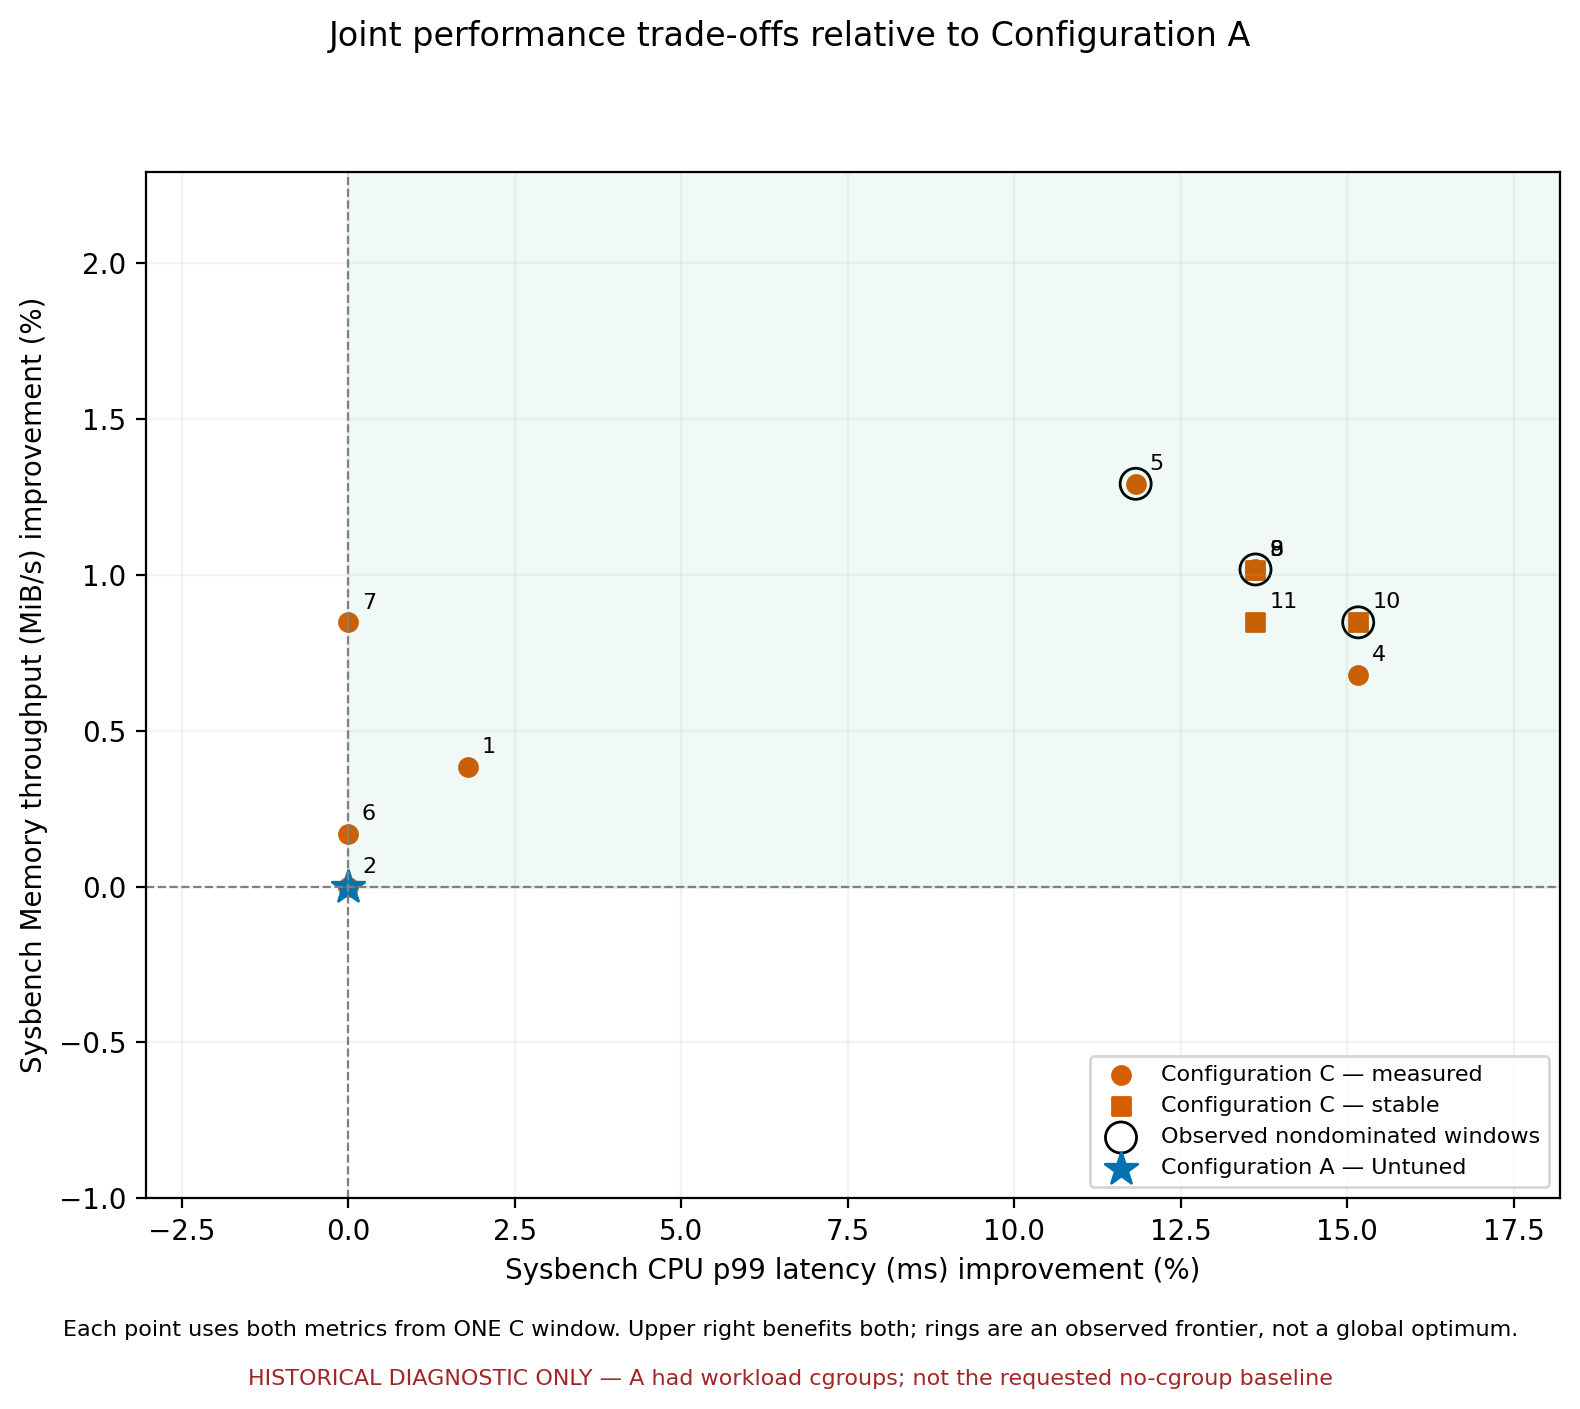 Joint performance trade-offs relative to Configuration A
Sysbench Memory throughput (MiB/s) improvement (%)
2.0
1.5
1.0
0.5
0.0
−0.5
−1.0
5
9
8
11
10
4
7
1
6
2
Configuration C — measured
Configuration C — stable
Observed nondominated windows
Configuration A — Untuned
−2.5 0.0 2.5 5.0 7.5 10.0 12.5 15.0 17.5
Sysbench CPU p99 latency (ms) improvement (%)
Each point uses both metrics from ONE C window. Upper right benefits both; rings are an observed frontier, not a global optimum.
HISTORICAL DIAGNOSTIC ONLY — A had workload cgroups; not the requested no-cgroup baseline